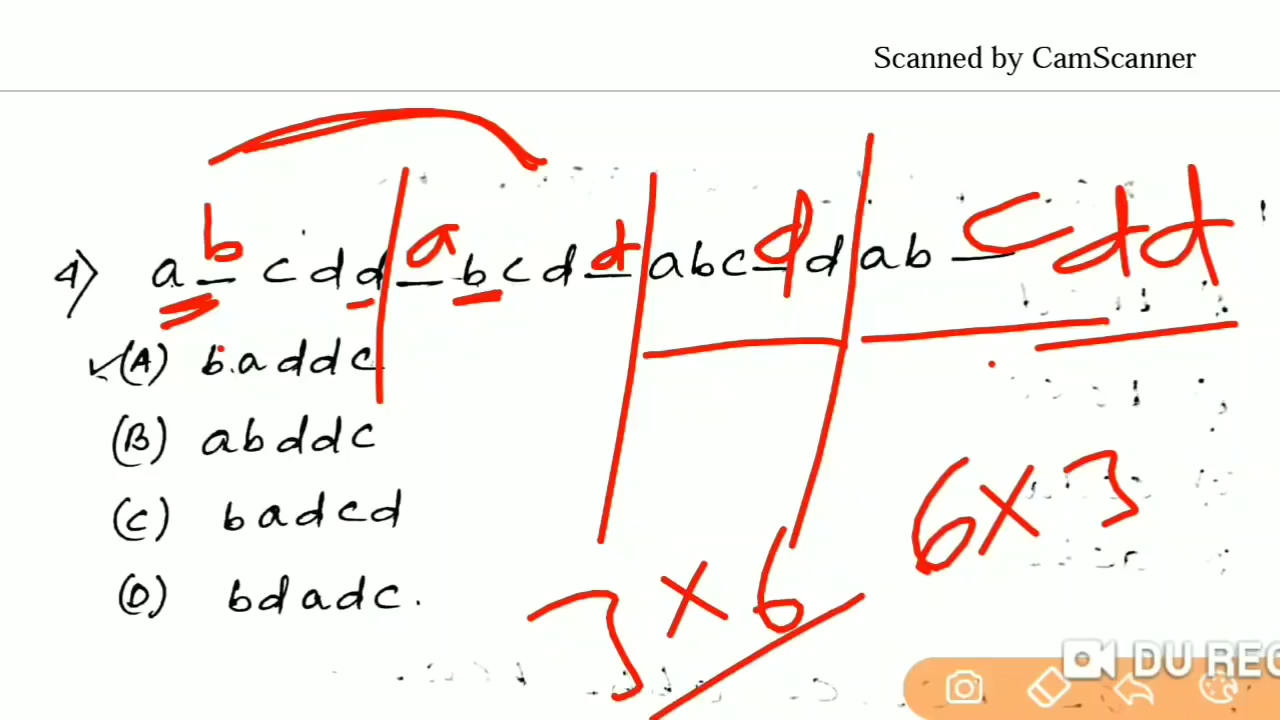 Scanned by CamScanner
b a d d c d d
4) a _ c d d _ b c d _ a b c _ d a b _
(A) b a d d c
(B) a b d d c
(C) b a d c d
(D) b d a d c.
6 x 3
3 x 6
DU REC